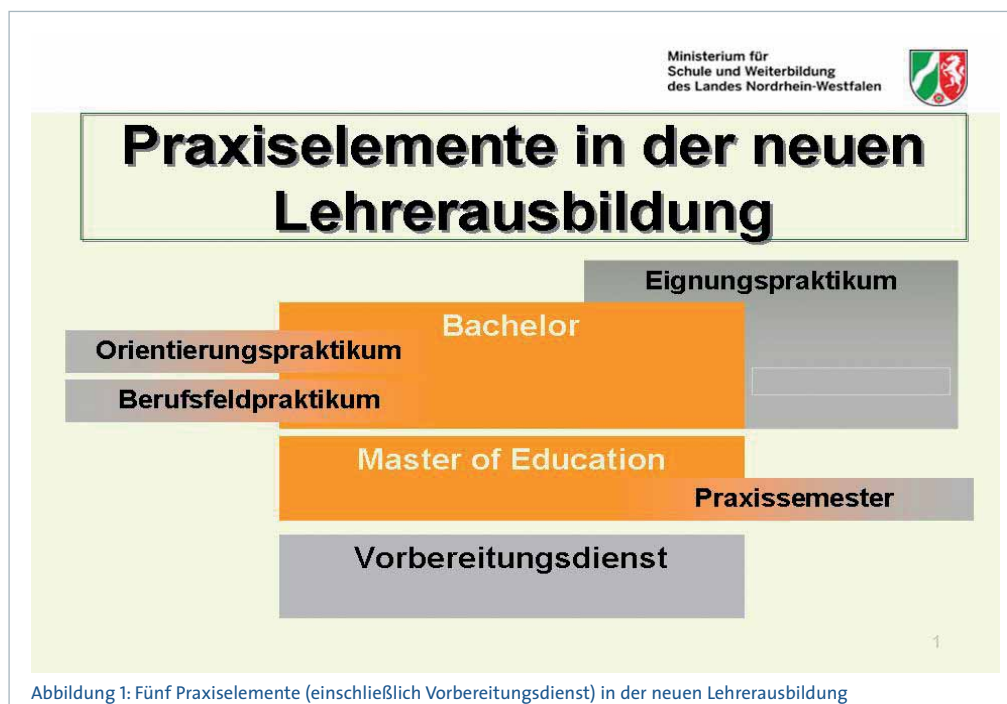 Ministerium für
Schule und Weiterbildung
des Landes Nordrhein-Westfalen
Praxiselemente in der neuen
Lehrerausbildung
Eignungspraktikum
Bachelor
Orientierungspraktikum
Berufsfeldpraktikum
Master of Education
Praxissemester
Vorbereitungsdienst
1
Abbildung 1: Fünf Praxiselemente (einschließlich Vorbereitungsdienst) in der neuen Lehrerausbildung